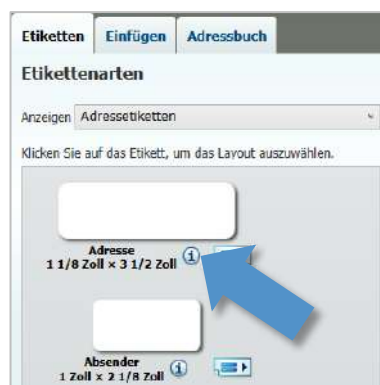 Etiketten Einfügen Adressbuch
Etikettenarten
Anzeigen Adressetiketten
Klicken Sie auf das Etikett, um das Layout auszuwählen.
Adresse
1 1/8 Zoll × 3 1/2 Zoll
Absender
1 Zoll × 2 1/8 Zoll